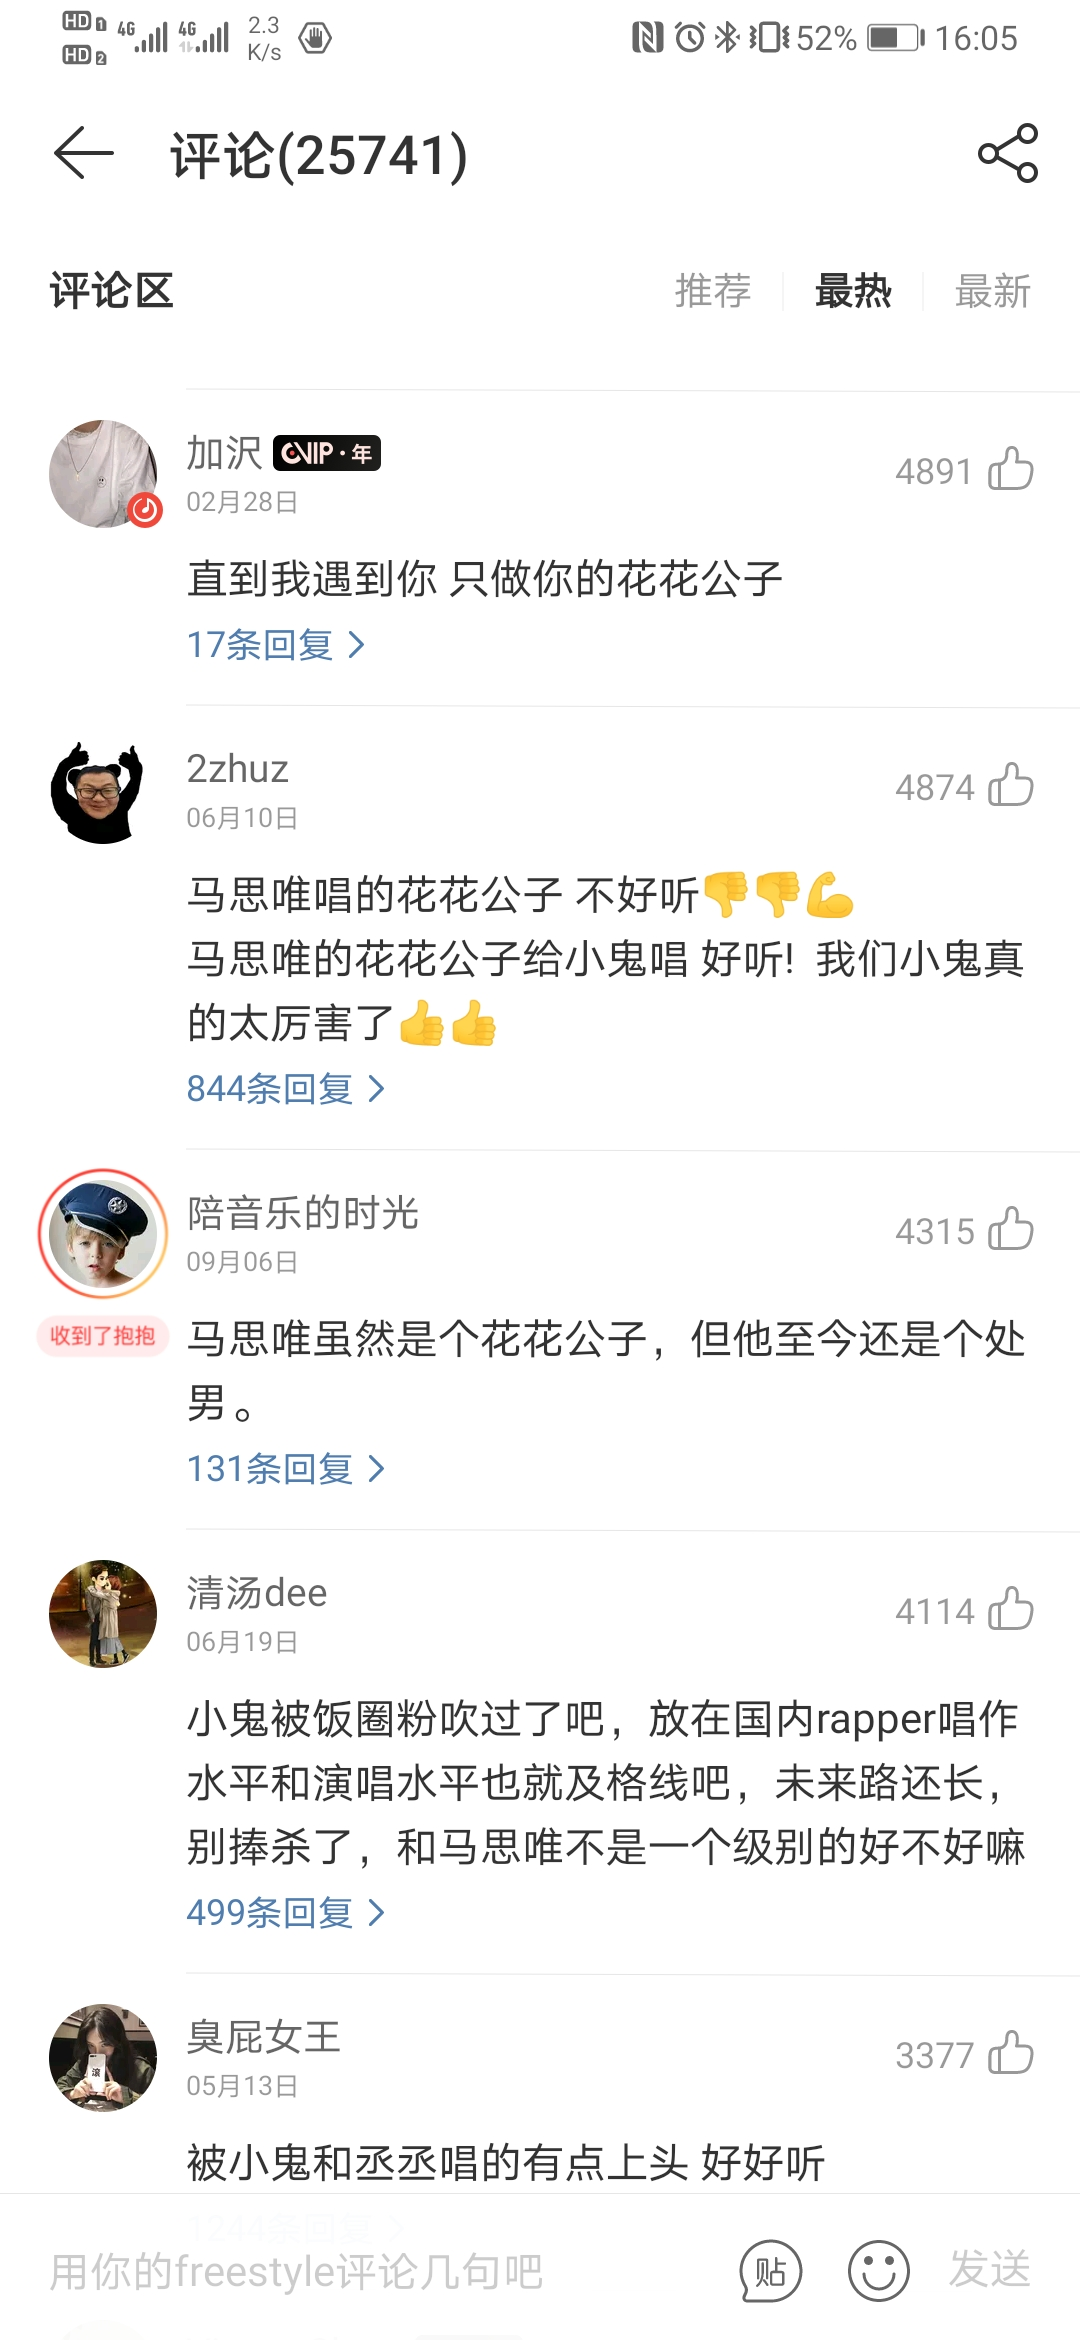 HD 1 4G 4G 2.3 K/s 52% 16:05
HD 2
评论(25741)
评论区 推荐 最热 最新
加沢 VIP·年
4891
02月28日
直到我遇到你 只做你的花花公子
17条回复
2zhuz
4874
06月10日
马思唯唱的花花公子 不好听👎👎💪
马思唯的花花公子给小鬼唱 好听! 我们小鬼真
的太厉害了👍👍
844条回复
陪音乐的时光
4315
09月06日
收到了抱抱
马思唯虽然是个花花公子，但他至今还是个处
男。
131条回复
清汤dee
4114
06月19日
小鬼被饭圈粉吹过了吧，放在国内rapper唱作
水平和演唱水平也就及格线吧，未来路还长，
别捧杀了，和马思唯不是一个级别的好不好嘛
499条回复
臭屁女王
3377
05月13日
滚
被小鬼和丞丞唱的有点上头 好好听
1244条回复
用你的freestyle评论几句吧 贴 发送